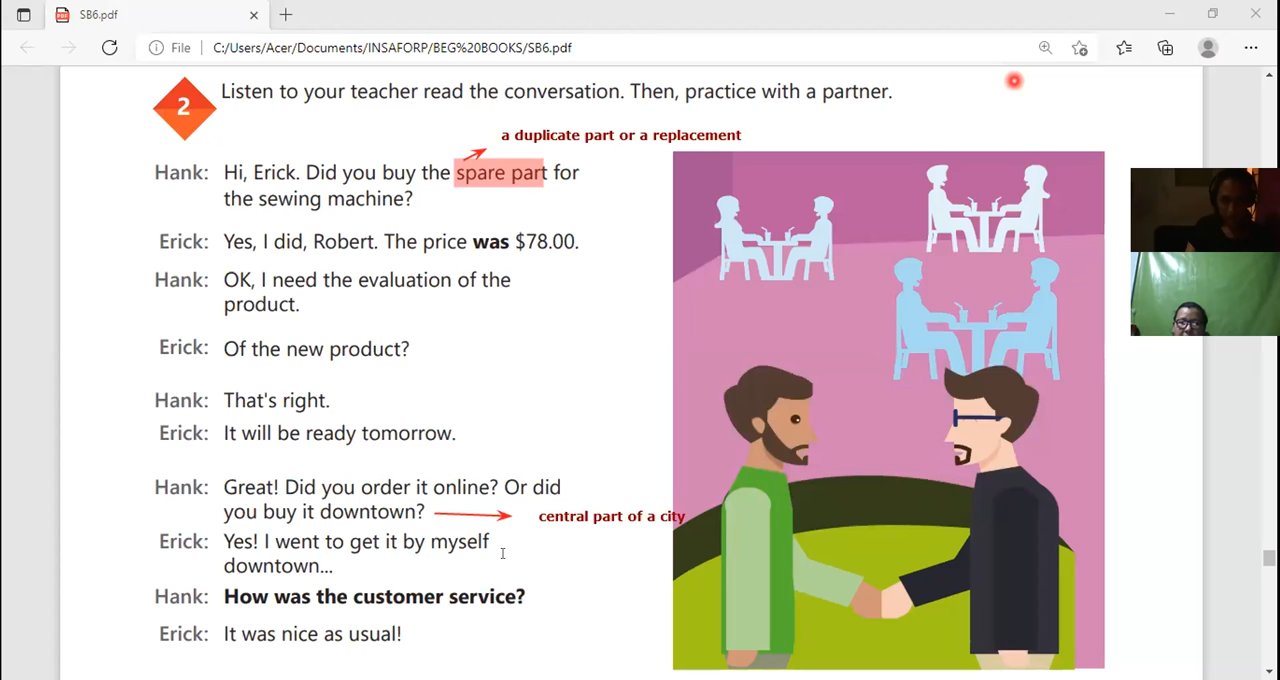 SB6.pdf
File
C:/Users/Acer/Documents/INSAFORP/BEG%20BOOKS/SB6.pdf
2
Listen to your teacher read the conversation. Then, practice with a partner.
a duplicate part or a replacement
Hank: Hi, Erick. Did you buy the spare part for
the sewing machine?
Erick: Yes, I did, Robert. The price was $78.00.
Hank: OK, I need the evaluation of the
product.
Erick: Of the new product?
Hank: That's right.
Erick: It will be ready tomorrow.
Hank: Great! Did you order it online? Or did
you buy it downtown?
central part of a city
Erick: Yes! I went to get it by myself
downtown...
Hank: How was the customer service?
Erick: It was nice as usual!